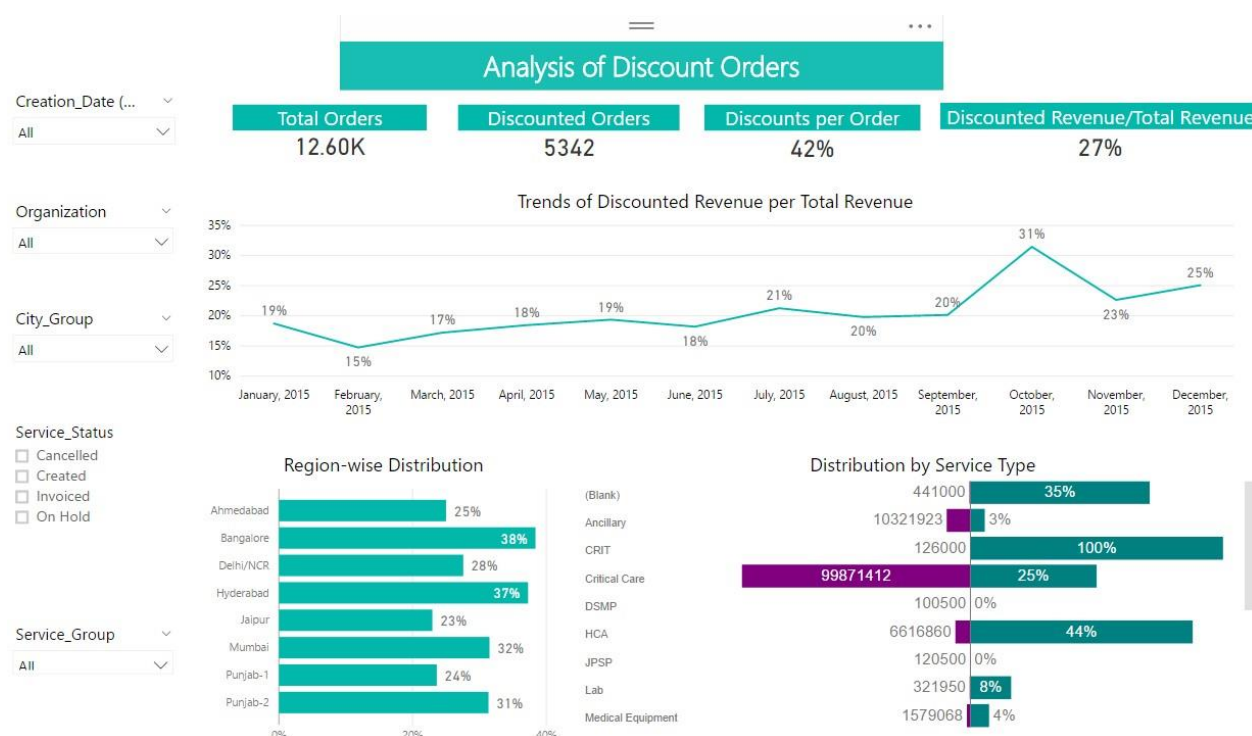 Analysis of Discount Orders
Creation_Date (...
All
Total Orders
12.60K
Discounted Orders
5342
Discounts per Order
42%
Discounted Revenue/Total Revenue
27%
Organization
All
City_Group
All
Service_Status
Cancelled
Created
Invoiced
On Hold
Service_Group
All
Trends of Discounted Revenue per Total Revenue
35%
30%
25%
20%
15%
10%
19%
15%
17%
18%
19%
18%
21%
20%
20%
31%
23%
25%
January, 2015
February,
2015
March, 2015
April, 2015
May, 2015
June, 2015
July, 2015
August, 2015
September,
2015
October,
2015
November,
2015
December,
2015
Region-wise Distribution
Ahmedabad 25%
Bangalore 38%
Delhi/NCR 28%
Hyderabad 37%
Jaipur 23%
Mumbai 32%
Punjab-1 24%
Punjab-2 31%
0% 20% 40%
Distribution by Service Type
(Blank) 441000 35%
Ancillary 10321923 3%
CRIT 126000 100%
Critical Care 99871412 25%
DSMP 100500 0%
HCA 6616860 44%
JPSP 120500 0%
Lab 321950 8%
Medical Equipment 1579068 4%